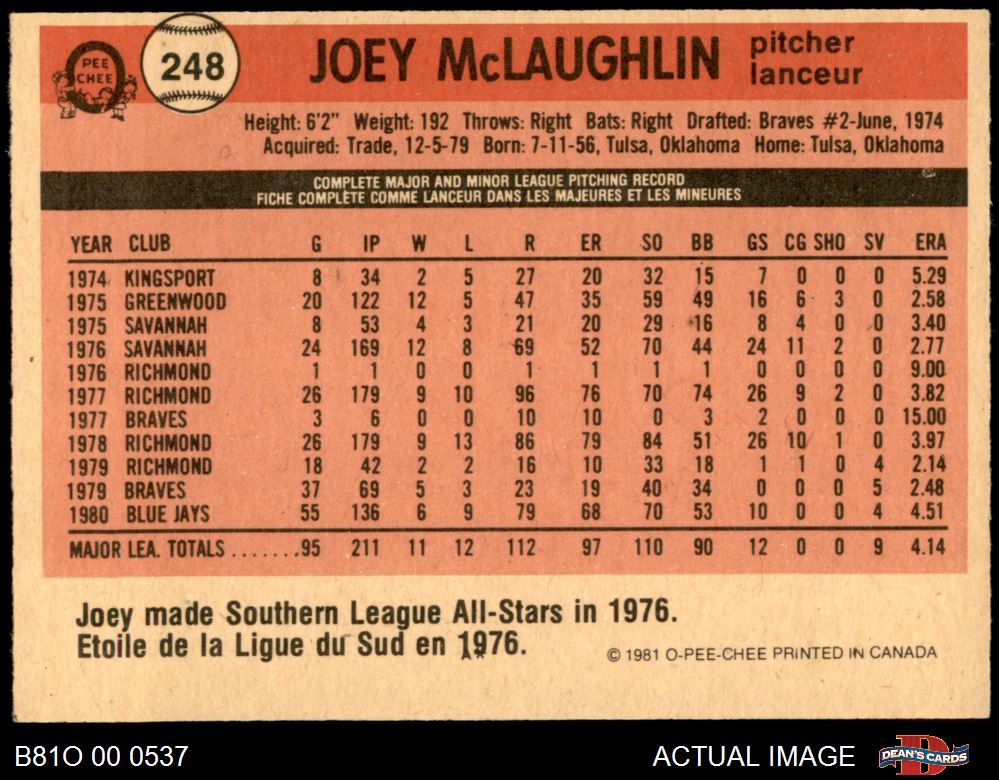 PEE
CHEE
248
JOEY McLAUGHLIN
pitcher
lanceur
Height: 6'2" Weight: 192 Throws: Right Bats: Right Drafted: Braves #2-June, 1974
Acquired: Trade, 12-5-79 Born: 7-11-56, Tulsa, Oklahoma Home: Tulsa, Oklahoma
COMPLETE MAJOR AND MINOR LEAGUE PITCHING RECORD
FICHE COMPLÈTE COMME LANCEUR DANS LES MAJEURES ET LES MINEURES
YEAR CLUB G IP W L R ER SO BB GS CG SHO SV ERA
1974 KINGSPORT 8 34 2 5 27 20 32 15 7 0 0 0 5.29
1975 GREENWOOD 20 122 12 5 47 35 59 49 16 6 3 0 2.58
1975 SAVANNAH 8 53 4 3 21 20 29 16 8 4 0 0 3.40
1976 SAVANNAH 24 169 12 8 69 52 70 44 24 11 2 0 2.77
1976 RICHMOND 1 1 0 0 1 1 1 1 0 0 0 0 9.00
1977 RICHMOND 26 179 9 10 96 76 70 74 26 9 2 0 3.82
1977 BRAVES 3 6 0 0 10 10 0 3 2 0 0 0 15.00
1978 RICHMOND 26 179 9 13 86 79 84 51 26 10 1 0 3.97
1979 RICHMOND 18 42 2 2 16 10 33 18 1 1 0 4 2.14
1979 BRAVES 37 69 5 3 23 19 40 34 0 0 0 5 2.48
1980 BLUE JAYS 55 136 6 9 79 68 70 53 10 0 0 4 4.51
MAJOR LEA. TOTALS .......95 211 11 12 112 97 110 90 12 0 0 9 4.14
Joey made Southern League All-Stars in 1976.
Etoile de la Ligue du Sud en 1976.
© 1981 O-PEE-CHEE PRINTED IN CANADA
B81O 00 0537
ACTUAL IMAGE
DEAN'S CARDS